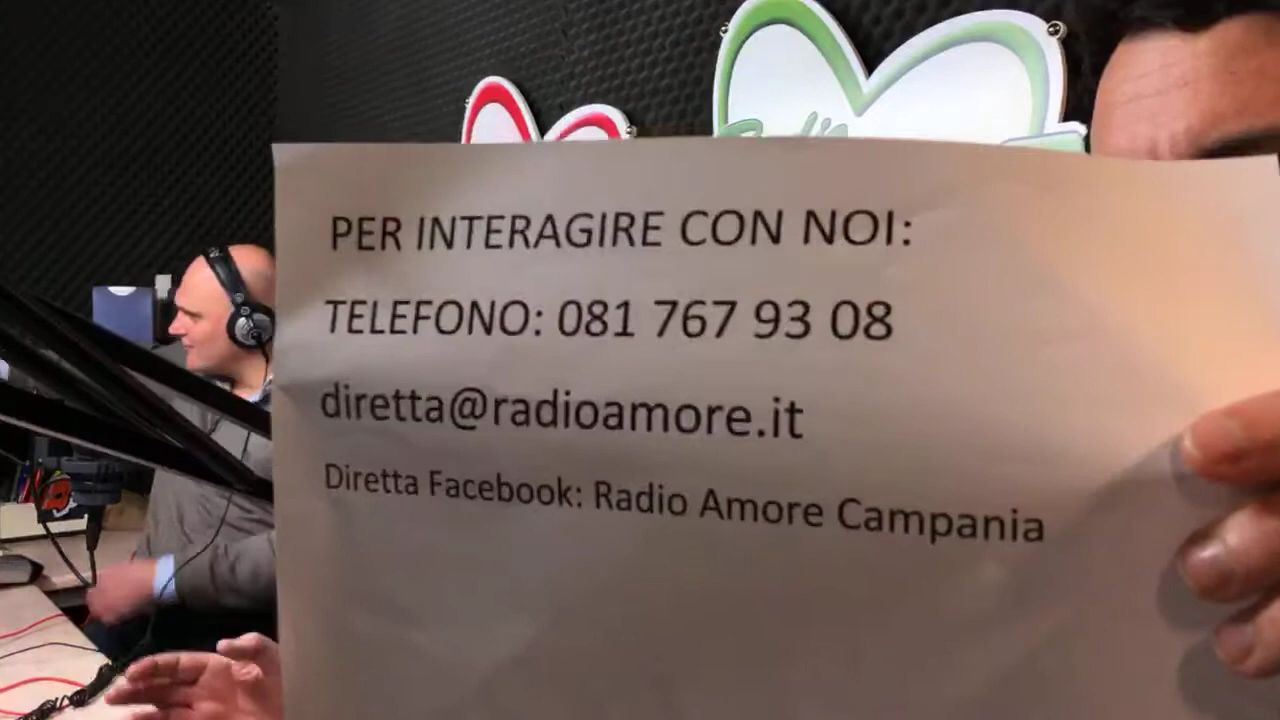 PER INTERAGIRE CON NOI:
TELEFONO: 081 767 93 08
diretta@radioamore.it
Diretta Facebook: Radio Amore Campania